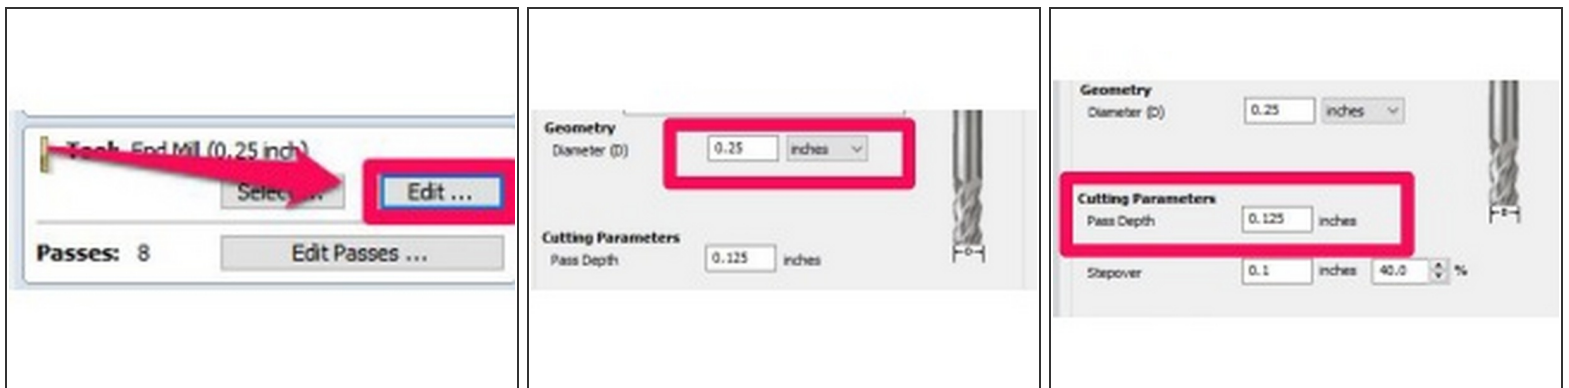 Tool: End Mill (0.25 inch)
Select ... Edit ...
Passes: 8 Edit Passes ...
Geometry
Diameter (D) 0.25 inches
Cutting Parameters
Pass Depth 0.125 inches
D
Geometry
Diameter (D) 0.25 inches
Cutting Parameters
Pass Depth 0.125 inches
Stepover 0.1 inches 40.0 %